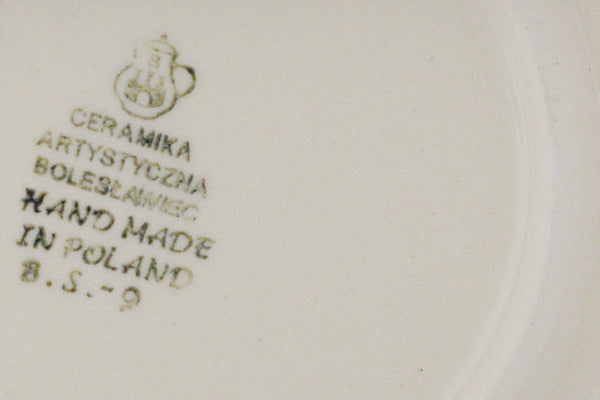 CERAMIKA
ARTYSTYCZNA
BOLESŁAWIEC
HAND MADE
IN POLAND
B.S.-9